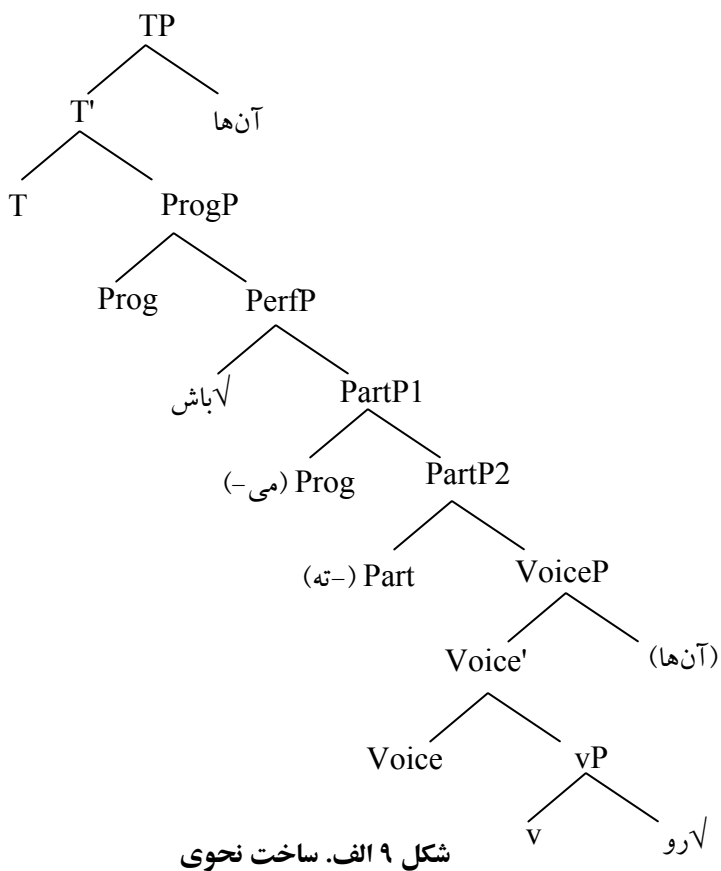 TP
T' آن‌ها
T ProgP
Prog PerfP
√باش PartP1
(می-) Prog PartP2
(-ته) Part VoiceP
Voice' (آن‌ها)
Voice vP
v √رو
شکل ۹ الف. ساخت نحوی